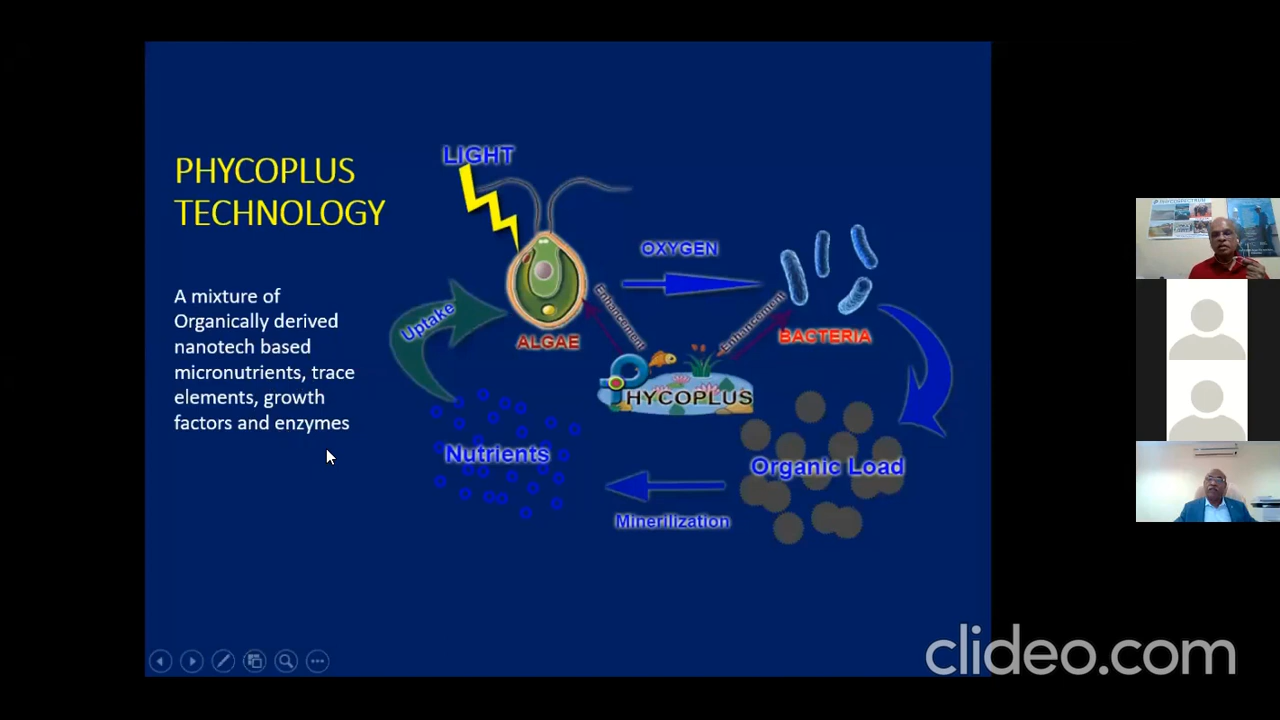 PHYCOPLUS
TECHNOLOGY
A mixture of
Organically derived
nanotech based
micronutrients, trace
elements, growth
factors and enzymes
LIGHT
OXYGEN
Uptake
ALGAE
Enhancement
Enhancement
BACTERIA
PHYCOPLUS
Nutrients
Organic Load
Minerilization
clideo.com